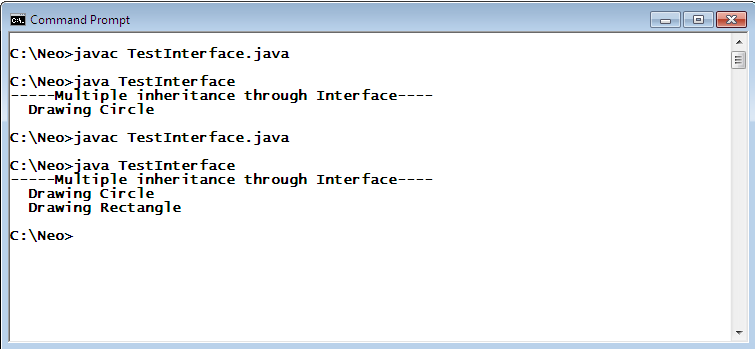 Command Prompt
C:\Neo>javac TestInterface.java
C:\Neo>java TestInterface
-----Multiple inheritance through Interface----
Drawing Circle
C:\Neo>javac TestInterface.java
C:\Neo>java TestInterface
-----Multiple inheritance through Interface----
Drawing Circle
Drawing Rectangle
C:\Neo>